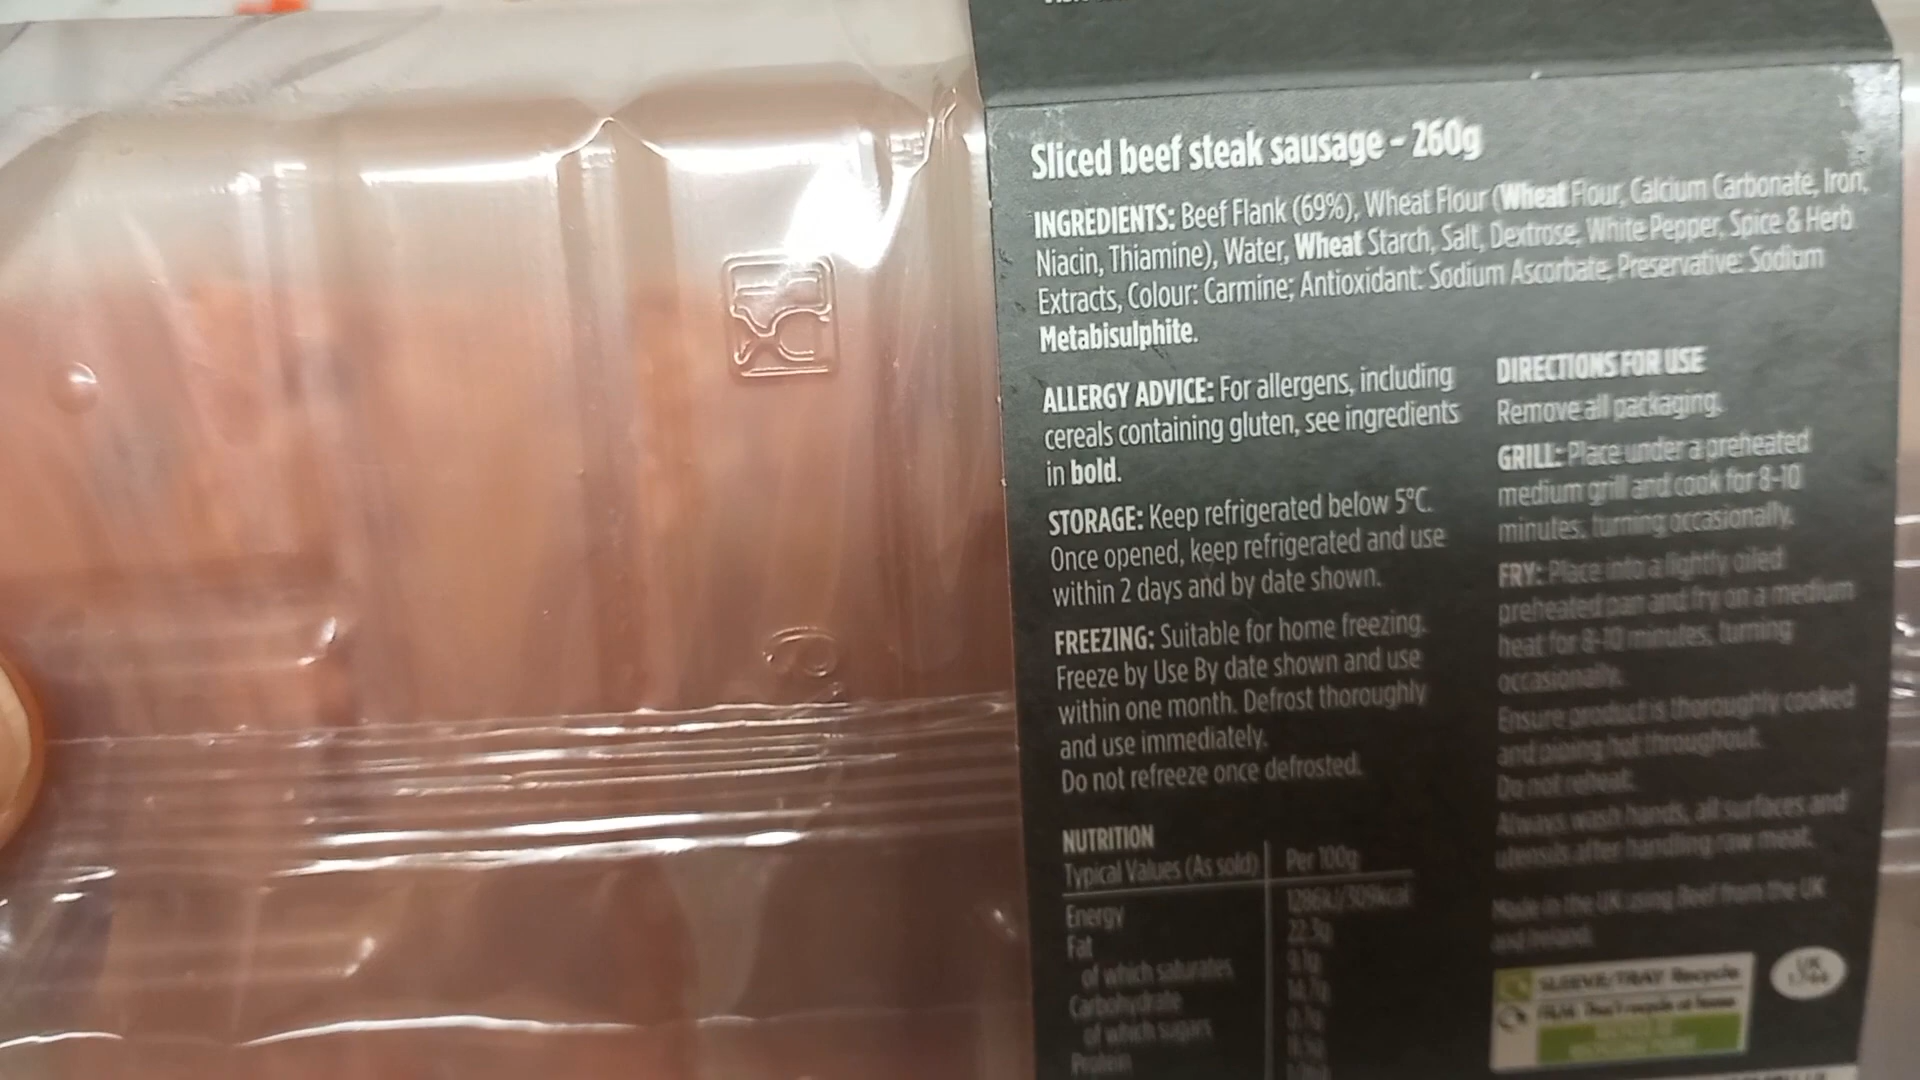 Sliced beef steak sausage - 260g
INGREDIENTS: Beef Flank (69%), Wheat Flour (Wheat Flour, Calcium Carbonate, Iron,
Niacin, Thiamine), Water, Wheat Starch, Salt, Dextrose, White Pepper, Spice & Herb
Extracts, Colour: Carmine; Antioxidant: Sodium Ascorbate, Preservative: Sodium
Metabisulphite.
ALLERGY ADVICE: For allergens, including
cereals containing gluten, see ingredients
in bold.
STORAGE: Keep refrigerated below 5°C.
Once opened, keep refrigerated and use
within 2 days and by date shown.
FREEZING: Suitable for home freezing.
Freeze by Use By date shown and use
within one month. Defrost thoroughly
and use immediately.
Do not refreeze once defrosted.
DIRECTIONS FOR USE
Remove all packaging.
GRILL: Place under a preheated
medium grill and cook for 8-10
minutes, turning occasionally.
FRY: Place into a lightly oiled
preheated pan and fry on a medium
heat for 8-10 minutes, turning
occasionally.
Ensure product is thoroughly cooked
and piping hot throughout.
Do not reheat.
Always wash hands, all surfaces and
utensils after handling raw meat.
Made in the UK using Beef from the UK
and Ireland.
NUTRITION
Typical Values (As sold) Per 100g
Energy 1286kJ/309kcal
Fat 22.3g
of which saturates 9.1g
Carbohydrate 14.7g
of which sugars
Protein
SLEEVE/TRAY Recycle
FILM Don't recycle at home
UK